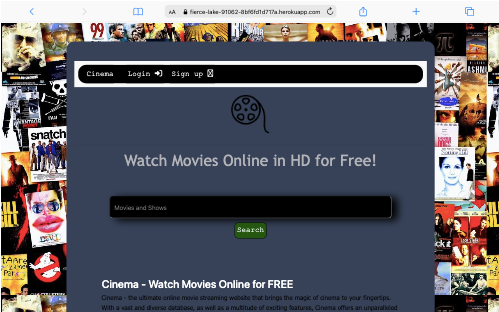 AA fierce-lake-91062-8bf6fd1d717a.herokuapp.com
Cinema Login Sign up
Watch Movies Online in HD for Free!
Movies and Shows
Search
Cinema - Watch Movies Online for FREE
Cinema - the ultimate online movie streaming website that brings the magic of cinema to your fingertips.
With a vast and diverse database, as well as a multitude of exciting features, Cinema offers an unparalleled
snatch
KILL